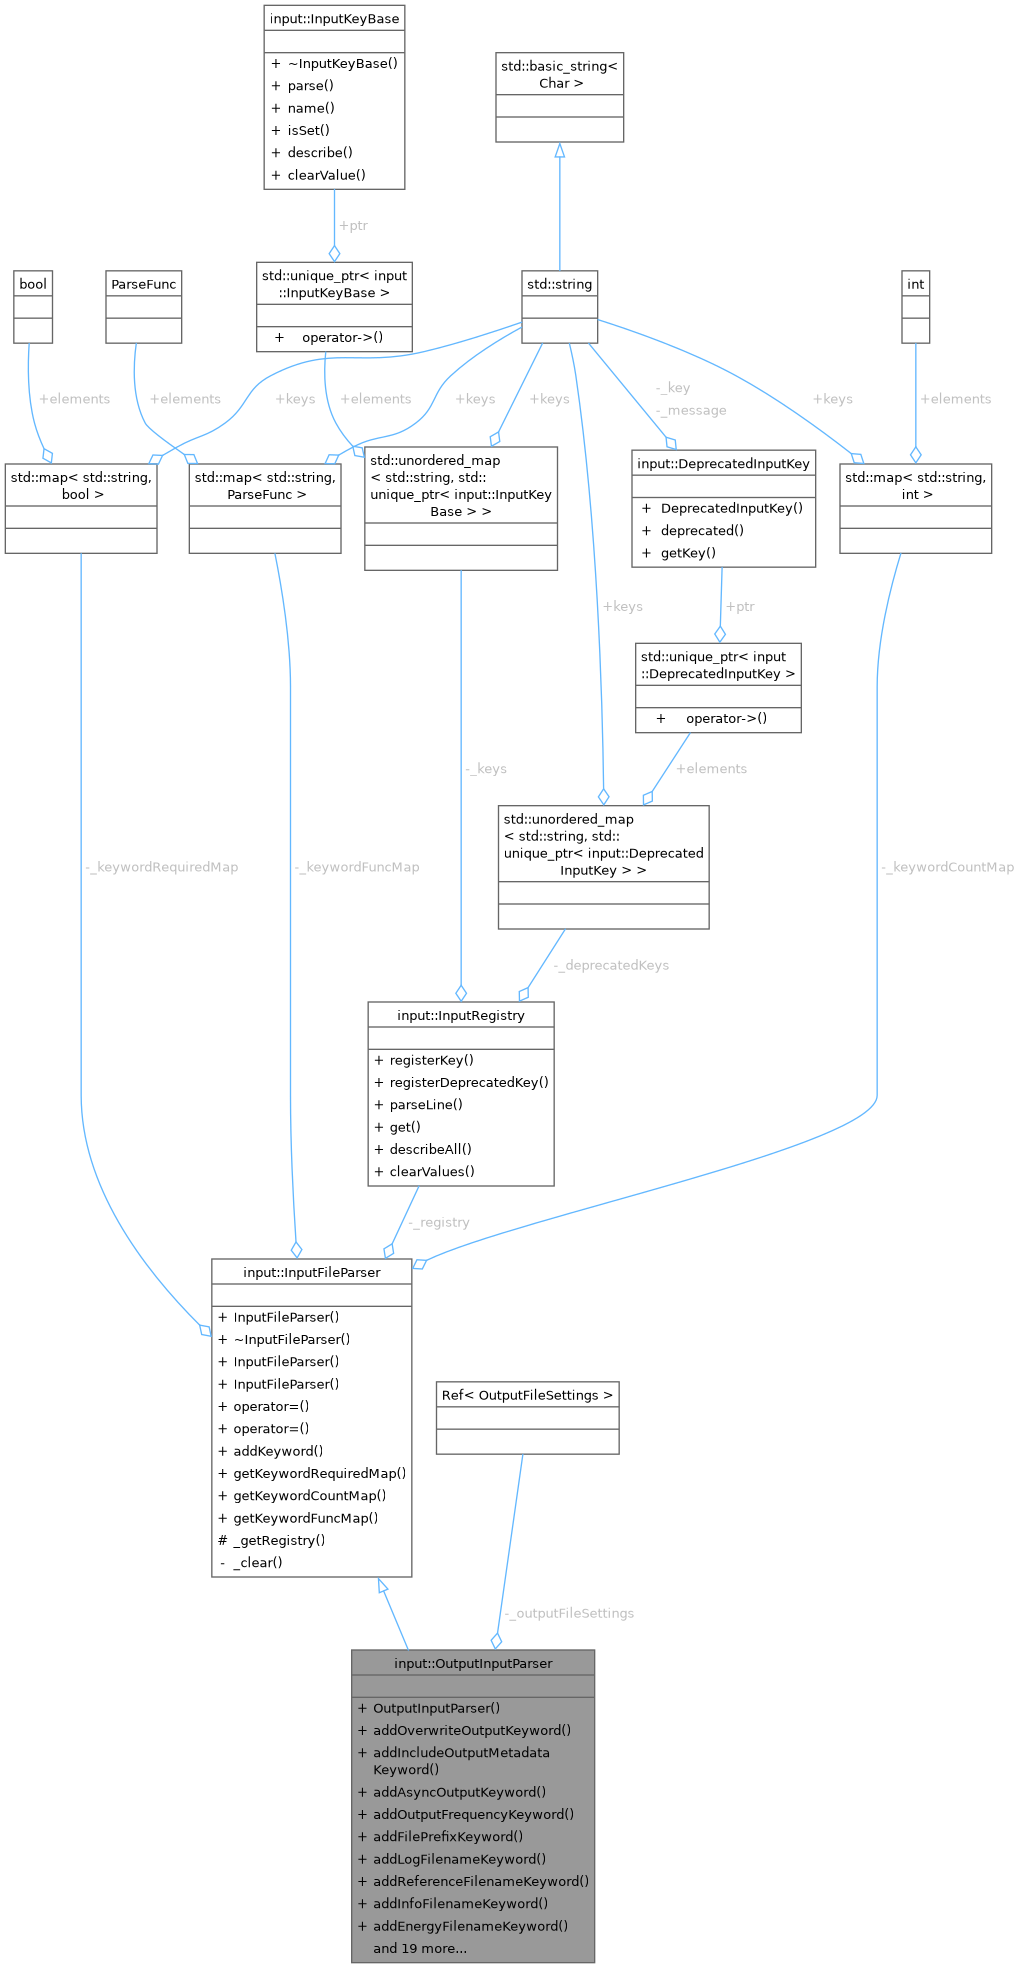 input::InputKeyBase
+ ~InputKeyBase()
+ parse()
+ name()
+ isSet()
+ describe()
+ clearValue()
std::basic_string<
Char >
+ptr
bool
ParseFunc
std::unique_ptr< input
::InputKeyBase >
+ operator->()
std::string
int
+elements
+elements
+keys
+elements
+keys
+keys
-_key
-_message
+keys
+elements
std::map< std::string,
bool >
std::map< std::string,
ParseFunc >
std::unordered_map
< std::string, std::
unique_ptr< input::InputKey
Base > >
input::DeprecatedInputKey
+ DeprecatedInputKey()
+ deprecated()
+ getKey()
std::map< std::string,
int >
+keys
+ptr
std::unique_ptr< input
::DeprecatedInputKey >
+ operator->()
-_keys
+elements
std::unordered_map
< std::string, std::
unique_ptr< input::Deprecated
InputKey > >
-_keywordRequiredMap
-_keywordFuncMap
-_keywordCountMap
-_deprecatedKeys
input::InputRegistry
+ registerKey()
+ registerDeprecatedKey()
+ parseLine()
+ get()
+ describeAll()
+ clearValues()
-_registry
input::InputFileParser
+ InputFileParser()
+ ~InputFileParser()
+ InputFileParser()
+ InputFileParser()
+ operator=()
+ operator=()
+ addKeyword()
+ getKeywordRequiredMap()
+ getKeywordCountMap()
+ getKeywordFuncMap()
# _getRegistry()
- _clear()
Ref< OutputFileSettings >
-_outputFileSettings
input::OutputInputParser
+ OutputInputParser()
+ addOverwriteOutputKeyword()
+ addIncludeOutputMetadata
Keyword()
+ addAsyncOutputKeyword()
+ addOutputFrequencyKeyword()
+ addFilePrefixKeyword()
+ addLogFilenameKeyword()
+ addReferenceFilenameKeyword()
+ addInfoFilenameKeyword()
+ addEnergyFilenameKeyword()
and 19 more...